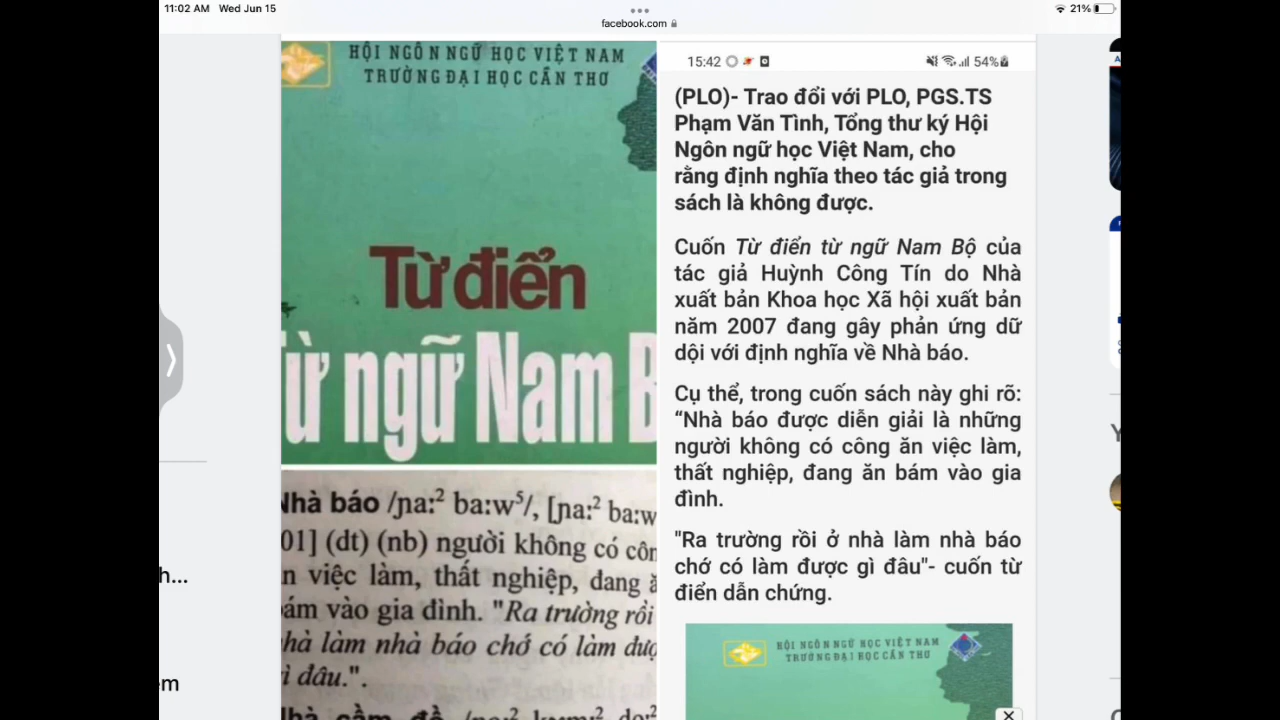 11:02 AM Wed Jun 15
facebook.com
21%
HỘI NGÔN NGỮ HỌC VIỆT NAM
TRƯỜNG ĐẠI HỌC CẦN THƠ
Từ điển
Từ ngữ Nam B
Nhà báo /ɲa:² ba:w⁵/, [ɲa:² ba:w
01] (dt) (nb) người không có côn
n việc làm, thất nghiệp, đang ă
bám vào gia đình. "Ra trường rồi
nhà làm nhà báo chớ có làm đượ
ì đâu.".
15:42
54%
(PLO)- Trao đổi với PLO, PGS.TS
Phạm Văn Tình, Tổng thư ký Hội
Ngôn ngữ học Việt Nam, cho
rằng định nghĩa theo tác giả trong
sách là không được.
Cuốn Từ điển từ ngữ Nam Bộ của
tác giả Huỳnh Công Tín do Nhà
xuất bản Khoa học Xã hội xuất bản
năm 2007 đang gây phản ứng dữ
dội với định nghĩa về Nhà báo.
Cụ thể, trong cuốn sách này ghi rõ:
“Nhà báo được diễn giải là những
người không có công ăn việc làm,
thất nghiệp, đang ăn bám vào gia
đình.
"Ra trường rồi ở nhà làm nhà báo
chớ có làm được gì đâu"- cuốn từ
điển dẫn chứng.
HỘI NGÔN NGỮ HỌC VIỆT NAM
TRƯỜNG ĐẠI HỌC CẦN THƠ
h...
em